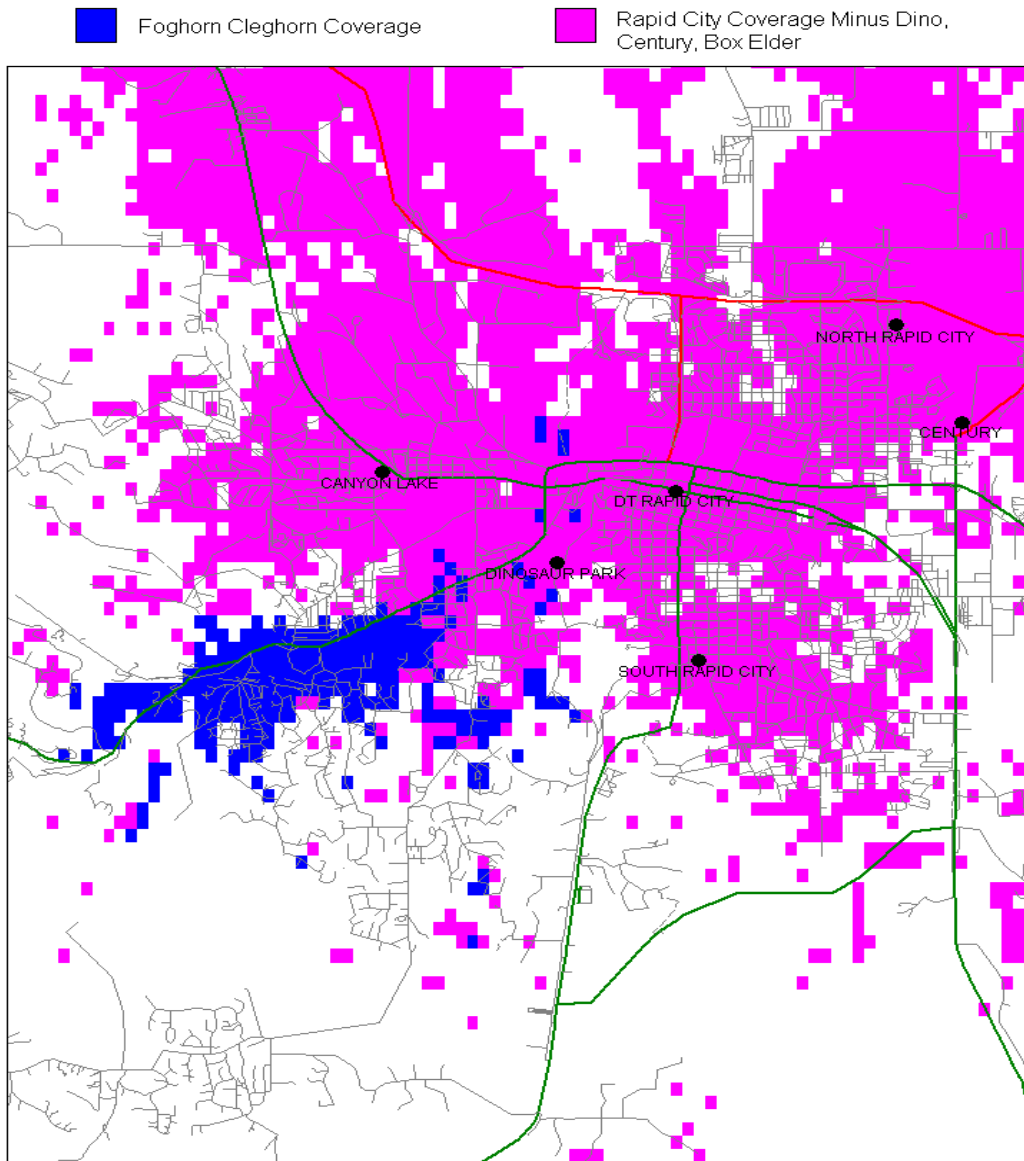 Foghorn Cleghorn Coverage
Rapid City Coverage Minus Dino,
Century, Box Elder
NORTH RAPID CITY
CENTURY
CANYON LAKE
DT RAPID CITY
DINOSAUR PARK
SOUTH RAPID CITY